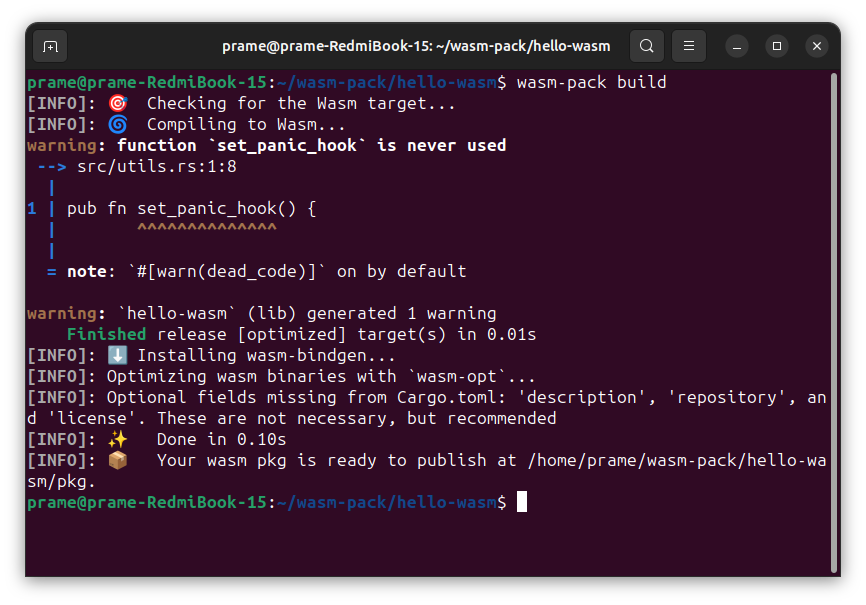 prame@prame-RedmiBook-15: ~/wasm-pack/hello-wasm
prame@prame-RedmiBook-15:~/wasm-pack/hello-wasm$ wasm-pack build
[INFO]: 🎯  Checking for the Wasm target...
[INFO]: 🌀  Compiling to Wasm...
warning: function `set_panic_hook` is never used
 --> src/utils.rs:1:8
  |
1 | pub fn set_panic_hook() {
  |        ^^^^^^^^^^^^^^
  |
  = note: `#[warn(dead_code)]` on by default

warning: `hello-wasm` (lib) generated 1 warning
    Finished release [optimized] target(s) in 0.01s
[INFO]: ⬇️ Installing wasm-bindgen...
[INFO]: Optimizing wasm binaries with `wasm-opt`...
[INFO]: Optional fields missing from Cargo.toml: 'description', 'repository', an
d 'license'. These are not necessary, but recommended
[INFO]: ✨   Done in 0.10s
[INFO]: 📦   Your wasm pkg is ready to publish at /home/prame/wasm-pack/hello-wa
sm/pkg.
prame@prame-RedmiBook-15:~/wasm-pack/hello-wasm$